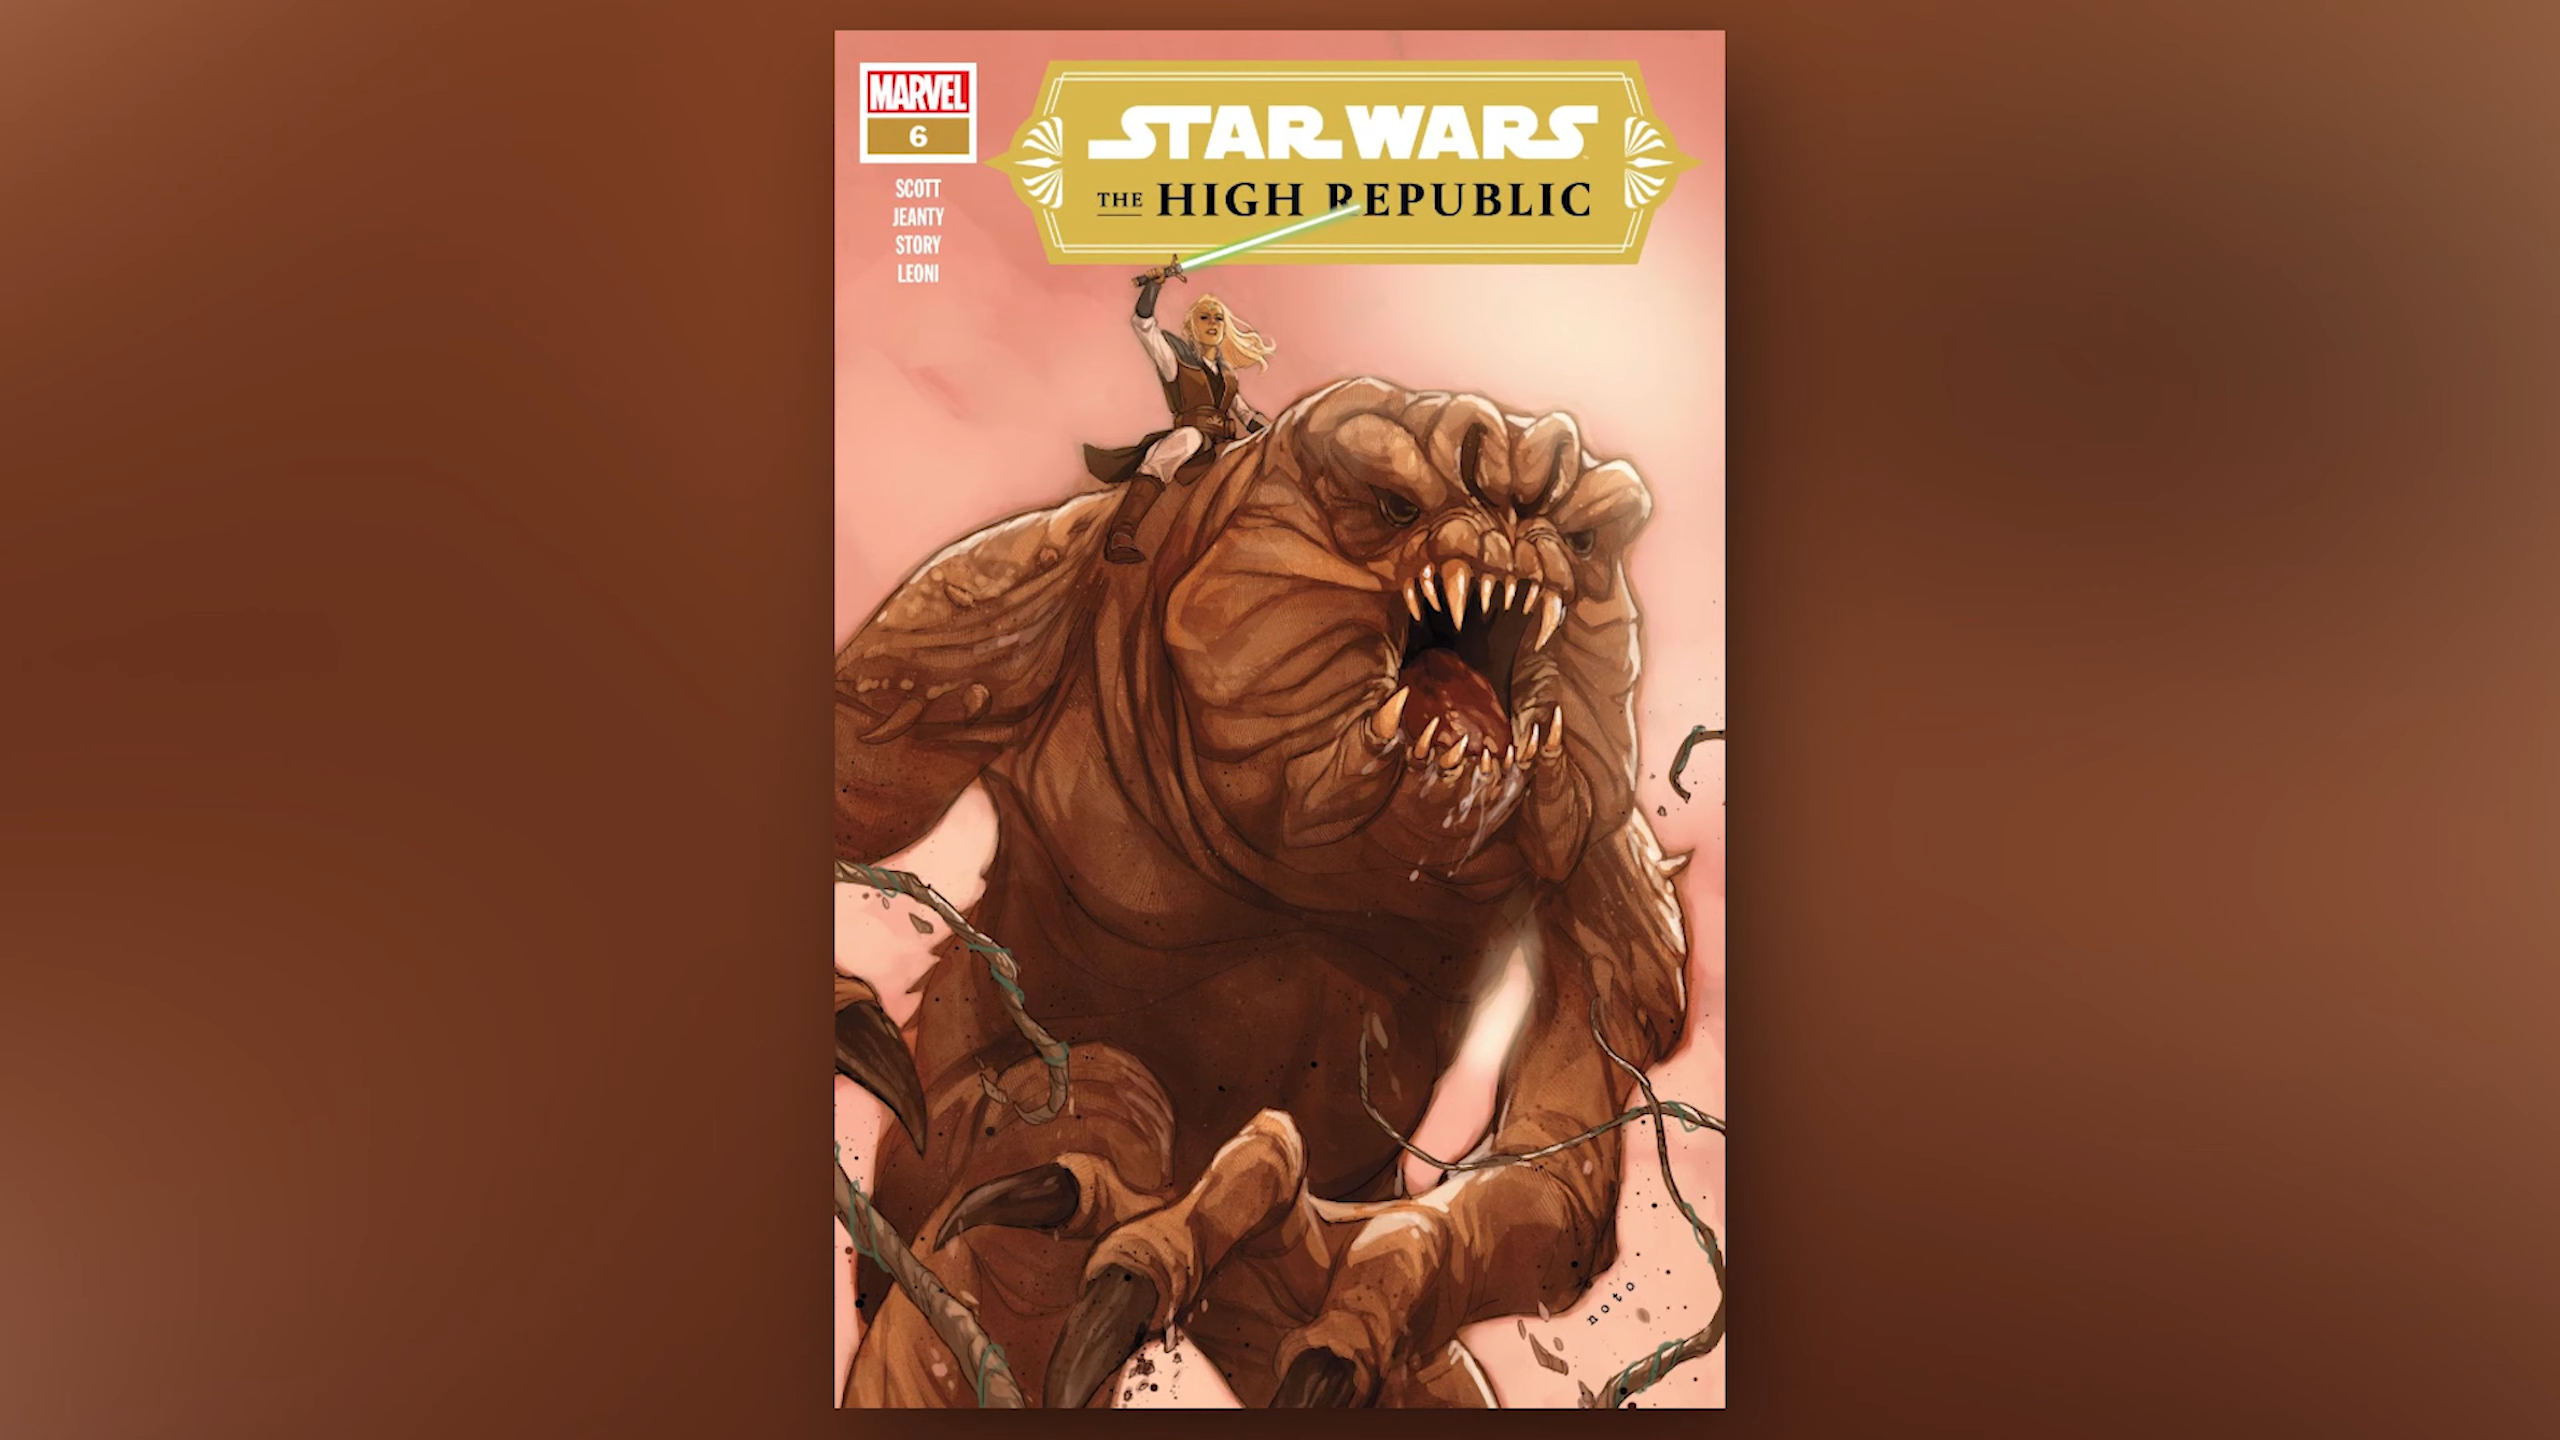 MARVEL
6
SCOTT
JEANTY
STORY
LEONI
STAR WARS
THE HIGH REPUBLIC
noto